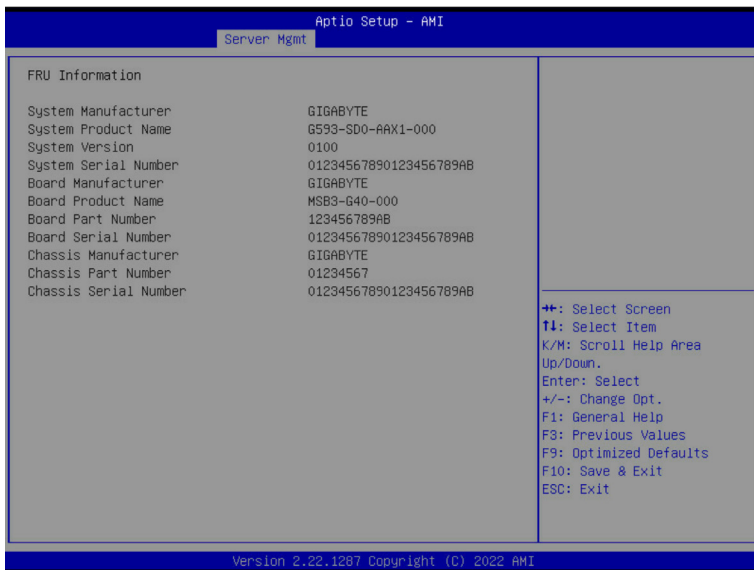 Aptio Setup – AMI
Server Mgmt
FRU Information
System Manufacturer GIGABYTE
System Product Name G593-SD0-AAX1-000
System Version 0100
System Serial Number 01234567890123456789AB
Board Manufacturer GIGABYTE
Board Product Name MSB3-G40-000
Board Part Number 123456789AB
Board Serial Number 01234567890123456789AB
Chassis Manufacturer GIGABYTE
Chassis Part Number 01234567
Chassis Serial Number 01234567890123456789AB
→←: Select Screen
↑↓: Select Item
K/M: Scroll Help Area
Up/Down.
Enter: Select
+/-: Change Opt.
F1: General Help
F3: Previous Values
F9: Optimized Defaults
F10: Save & Exit
ESC: Exit
Version 2.22.1287 Copyright (C) 2022 AMI